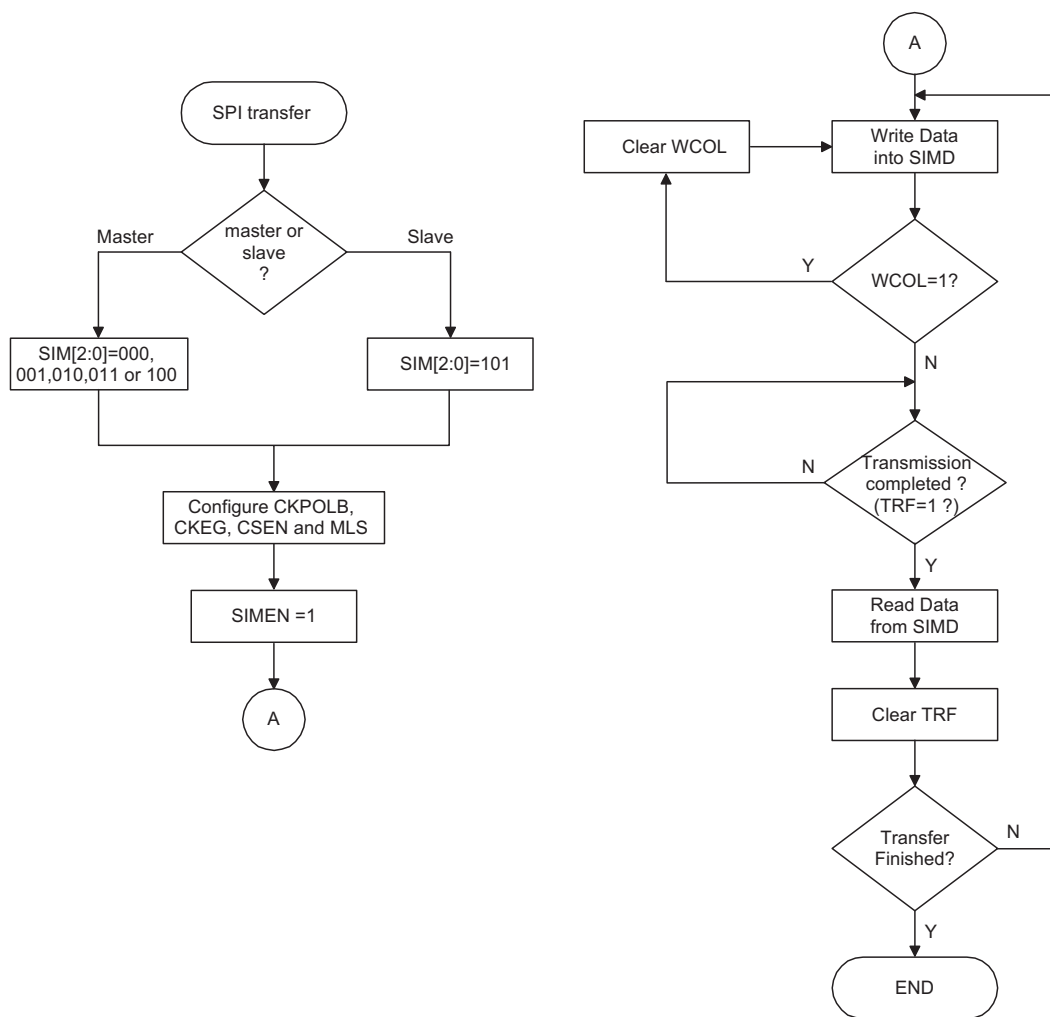 SPI transfer
master or
slave
?
Master
Slave
SIM[2:0]=000,
001,010,011 or 100
SIM[2:0]=101
Configure CKPOLB,
CKEG, CSEN and MLS
SIMEN =1
A
A
Clear WCOL
Write Data
into SIMD
Y
WCOL=1?
N
N
Transmission
completed ?
(TRF=1 ?)
Y
Read Data
from SIMD
Clear TRF
Transfer
Finished?
N
Y
END